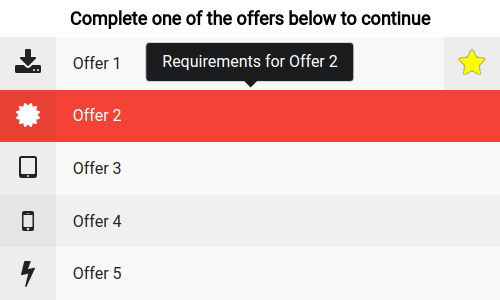 Complete one of the offers below to continue
Offer 1
Requirements for Offer 2
Offer 2
Offer 3
Offer 4
Offer 5